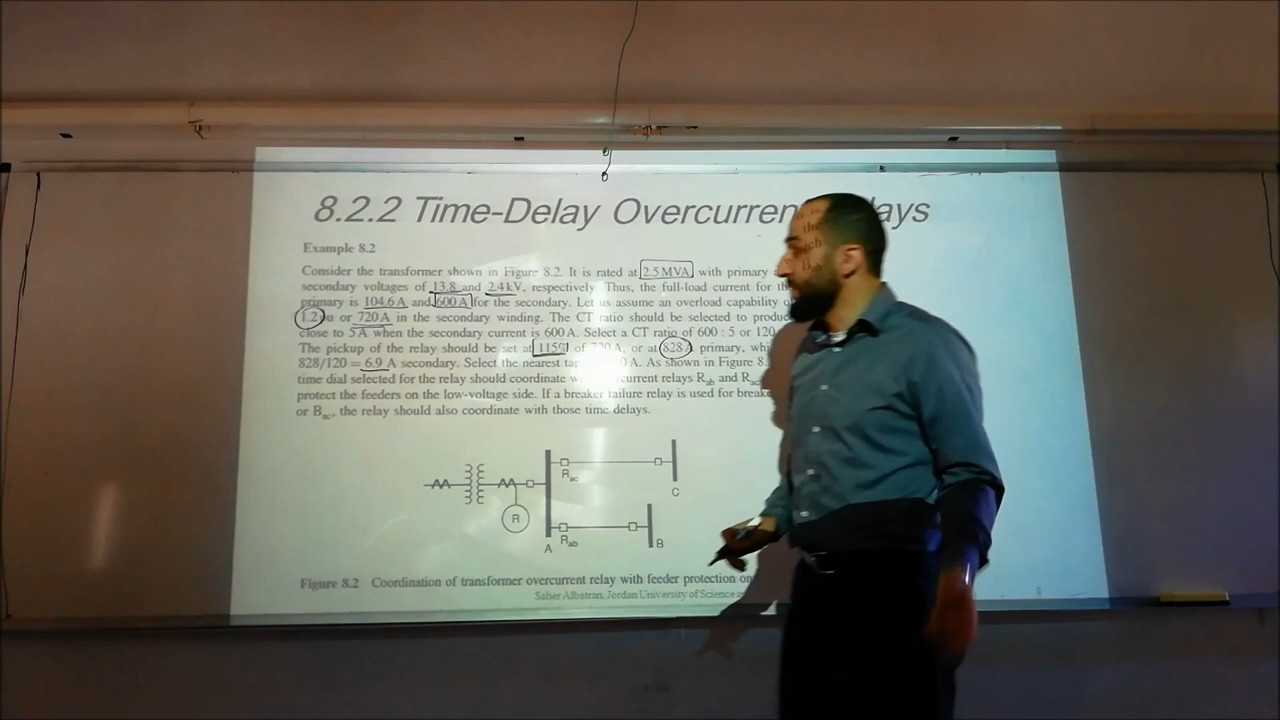 8.2.2 Time-Delay Overcurren ays
Example 8.2
Consider the transformer shown in Figure 8.2. It is rated at 2.5 MVA with primary
secondary voltages of 13.8 and 2.4 kV, respectively. Thus, the full-load current for
primary is 104.6 A and 600 A for the secondary. Let us assume an overload capability
or 720 A in the secondary winding. The CT ratio should be selected to
close to 5 A when the secondary current is 600 A. Select a CT ratio of 600 : 5 or 120
The pickup of the relay should be set at 115% of 720 A, or at 828 A primary,
828/120 = 6.9 A secondary. Select the nearest A. As shown in Figure 8.
time dial selected for the relay should coordinate relays Rab and
protect the feeders on the low-voltage side. If a breaker failure relay is used for
or Bac, the relay should also coordinate with those time delays.
Rac
C
R
A
Rab
B
Figure 8.2 Coordination of transformer overcurrent relay with feeder protection on
Saher Albatran, Jordan University of Science
the